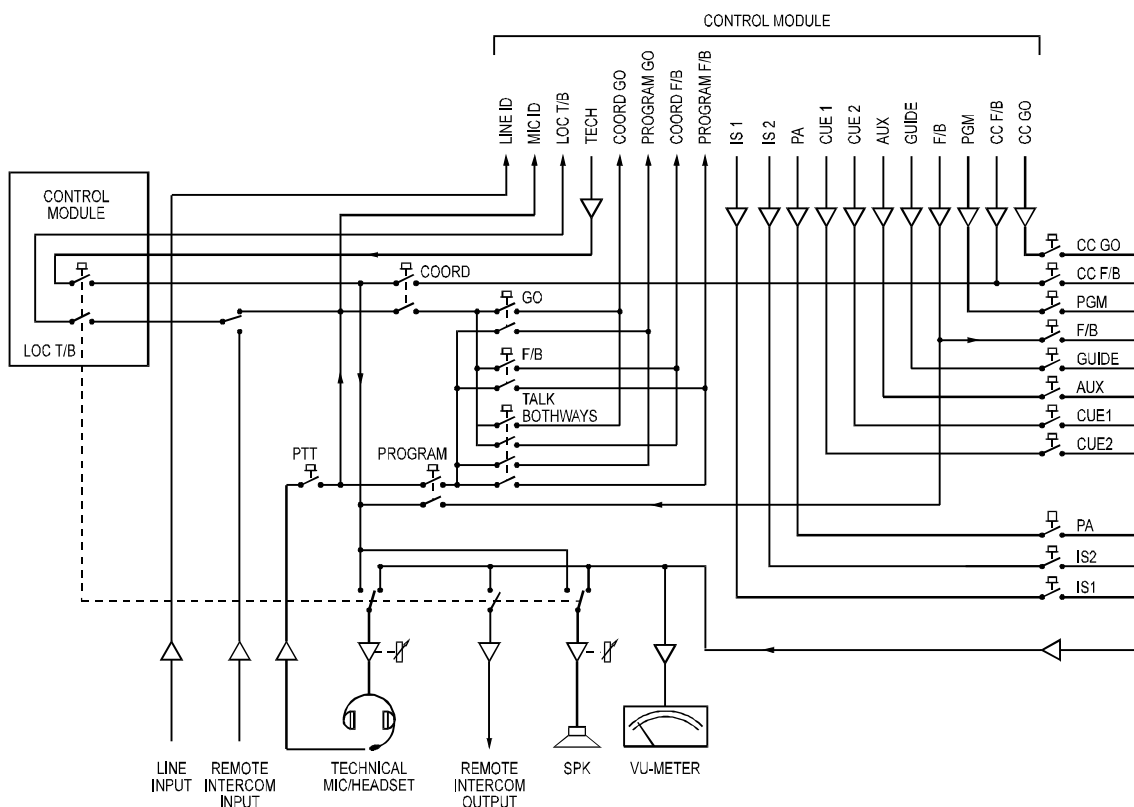 CONTROL MODULE
LINE ID
MIC ID
LOC T/B
TECH
COORD GO
PROGRAM GO
COORD F/B
PROGRAM F/B
IS 1
IS 2
PA
CUE 1
CUE 2
AUX
GUIDE
F/B
PGM
CC F/B
CC GO
CONTROL
MODULE
LOC T/B
COORD
GO
F/B
TALK
BOTHWAYS
PTT
PROGRAM
CC GO
CC F/B
PGM
F/B
GUIDE
AUX
CUE1
CUE2
PA
IS2
IS1
LINE
INPUT
REMOTE
INTERCOM
INPUT
TECHNICAL
MIC/HEADSET
REMOTE
INTERCOM
OUTPUT
SPK
VU-METER